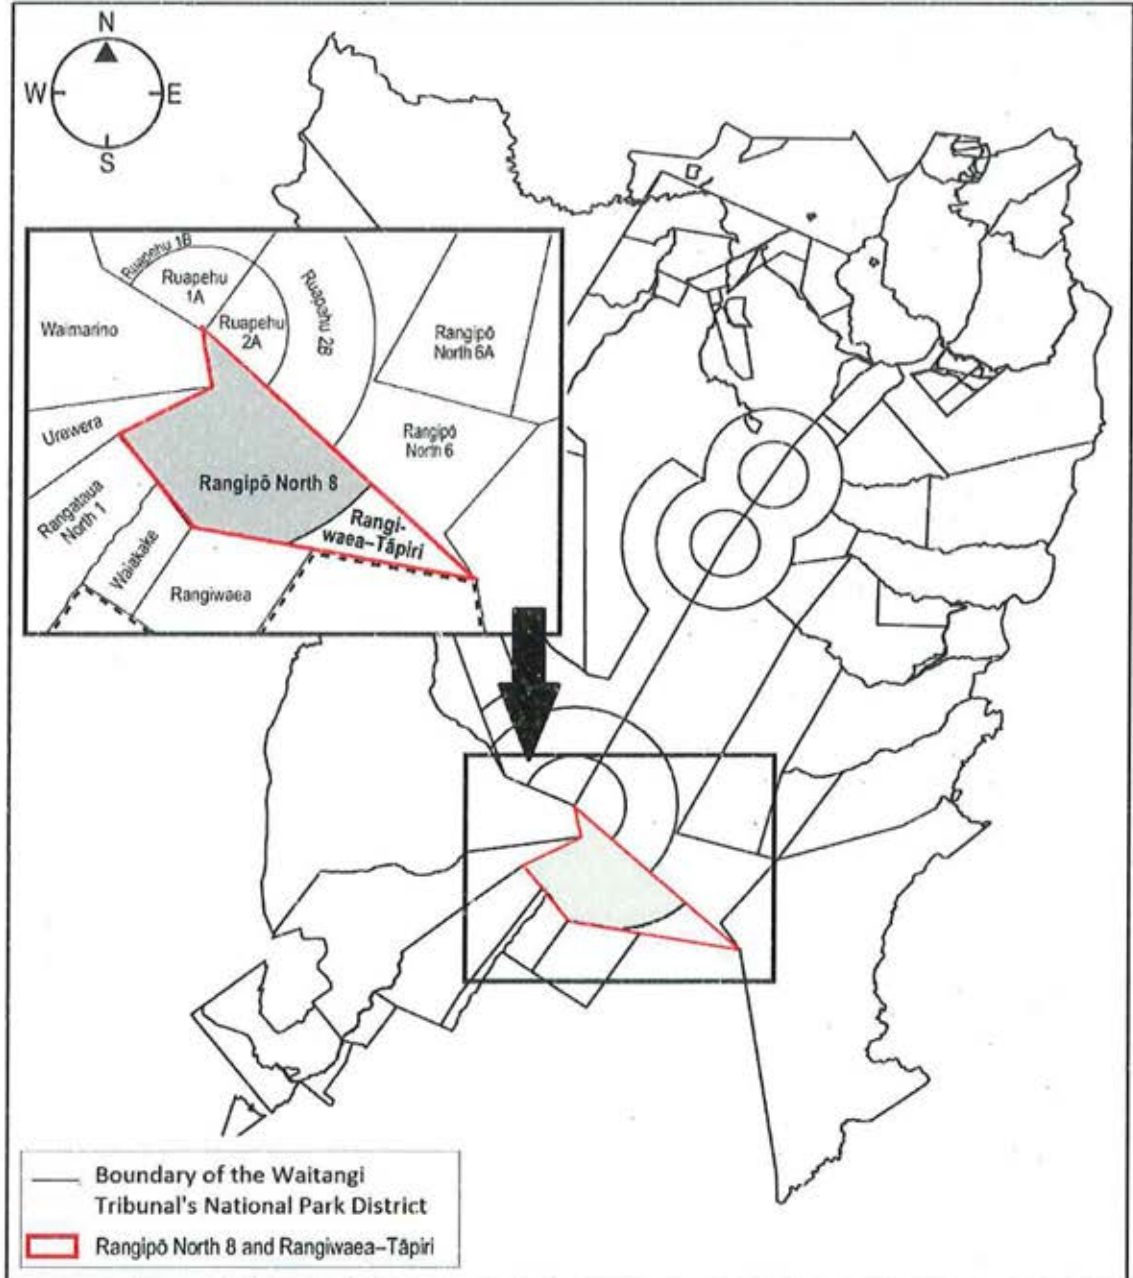 N
W
E
S
Ruapehu 1B
Ruapehu
1A
Ruapehu
2A
Ruapehu 2B
Waimarino
Rangipō
North 6A
Urewera
Rangipō
North 6
Rangipō North 8
Rangataua
North 1
Rangi-
waea–Tāpiri
Waiakake
Rangiwaea
Boundary of the Waitangi
Tribunal's National Park District
Rangipō North 8 and Rangiwaea–Tāpiri